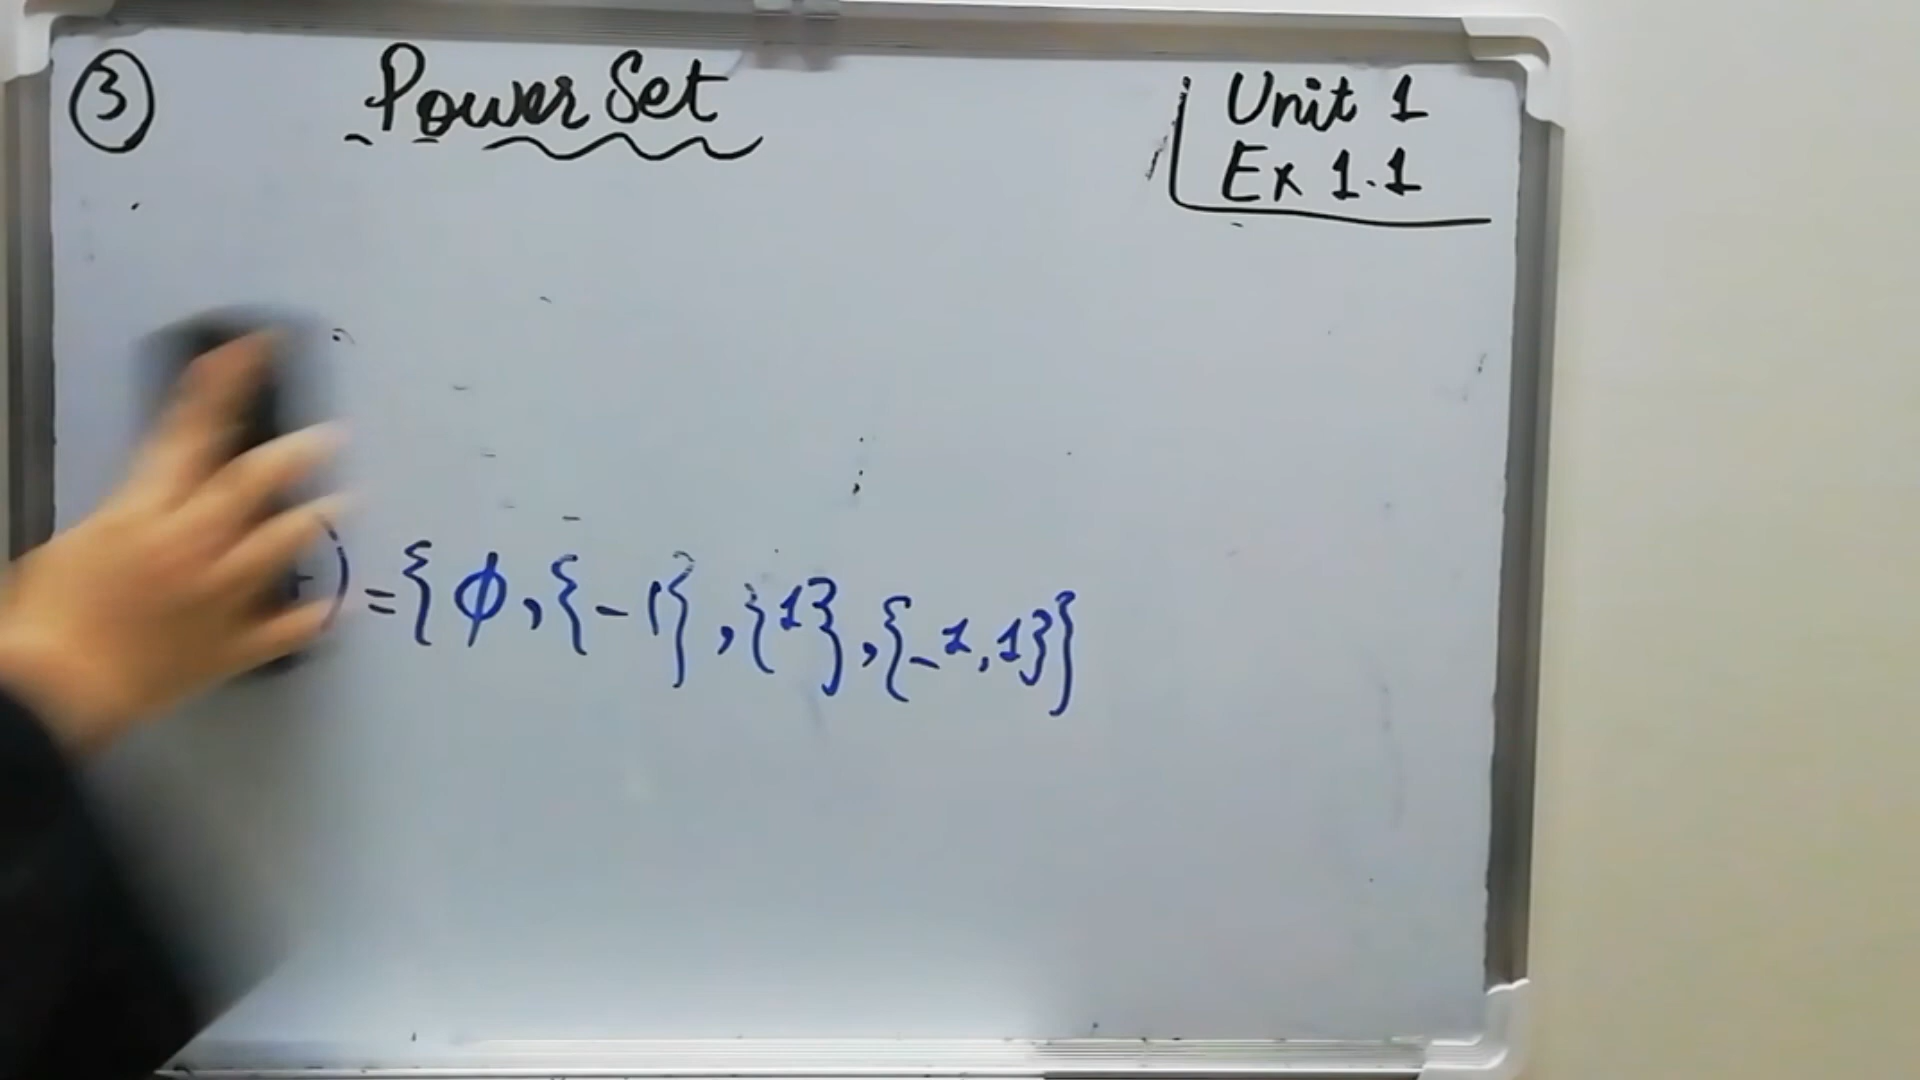 3 Power Set
Unit 1
Ex 1.1
) = { φ, {-1}, {1}, {-1, 1} }